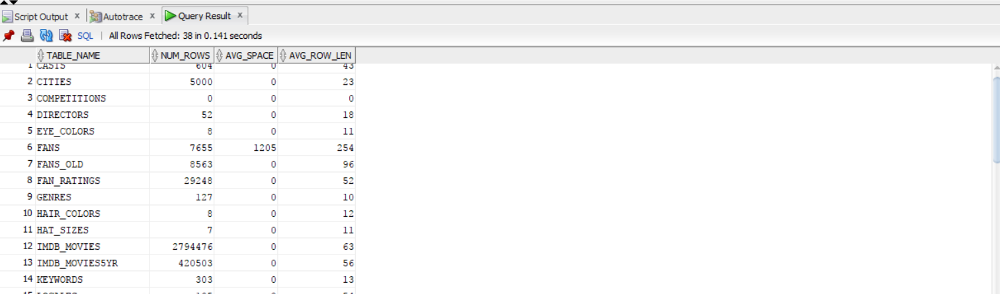 Script Output x Autotrace x Query Result x
SQL | All Rows Fetched: 38 in 0.141 seconds
TABLE_NAME NUM_ROWS AVG_SPACE AVG_ROW_LEN
1 CASTS 604 0 43
2 CITIES 5000 0 23
3 COMPETITIONS 0 0 0
4 DIRECTORS 52 0 18
5 EYE_COLORS 8 0 11
6 FANS 7655 1205 254
7 FANS_OLD 8563 0 96
8 FAN_RATINGS 29248 0 52
9 GENRES 127 0 10
10 HAIR_COLORS 8 0 12
11 HAT_SIZES 7 0 11
12 IMDB_MOVIES 2794476 0 63
13 IMDB_MOVIES5YR 420503 0 56
14 KEYWORDS 303 0 13
15